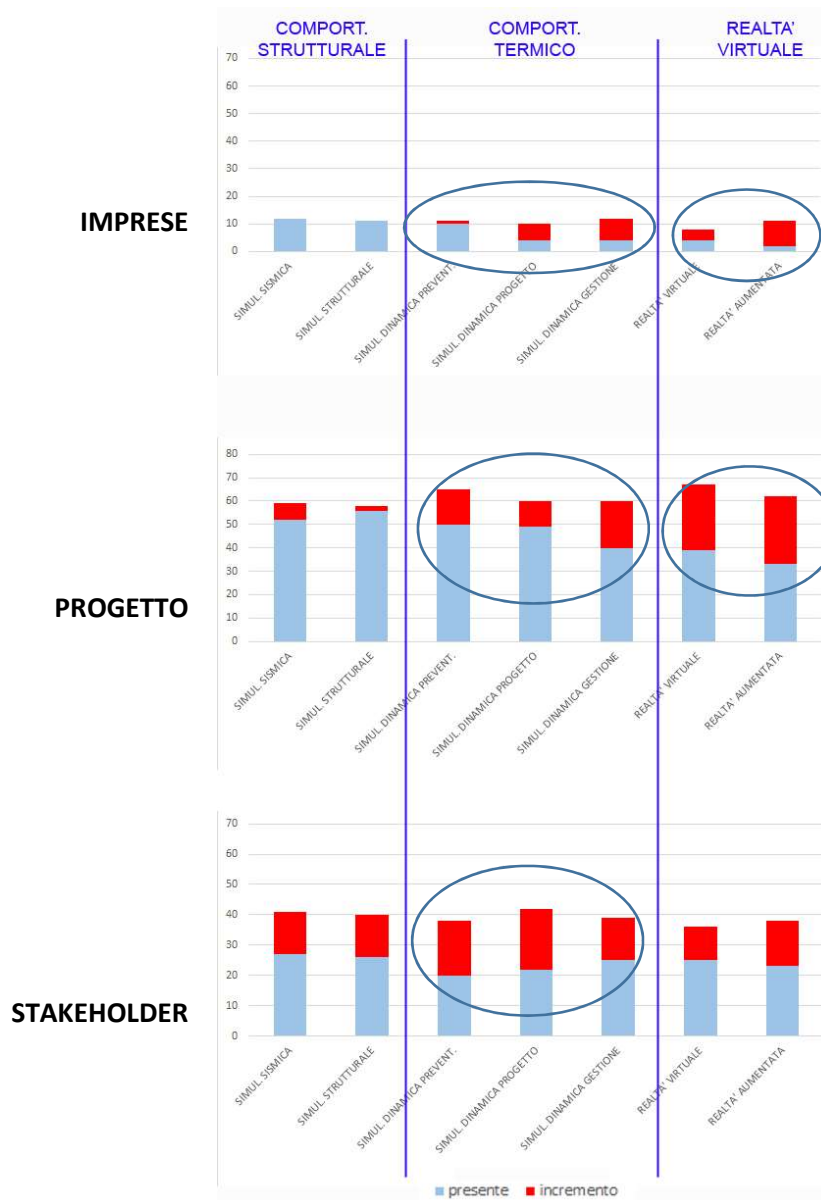 COMPORT.
STRUTTURALE
COMPORT.
TERMICO
REALTA'
VIRTUALE
IMPRESE
70
60
50
40
30
20
10
0
SIMUL. SISMICA
SIMUL. STRUTTURALE
SIMUL. DINAMICA PREVENT.
SIMUL. DINAMICA PROGETTO
SIMUL. DINAMICA GESTIONE
REALTA' VIRTUALE
REALTA' AUMENTATA
PROGETTO
80
70
60
50
40
30
20
10
0
SIMUL. SISMICA
SIMUL. STRUTTURALE
SIMUL. DINAMICA PREVENT.
SIMUL. DINAMICA PROGETTO
SIMUL. DINAMICA GESTIONE
REALTA' VIRTUALE
REALTA' AUMENTATA
STAKEHOLDER
70
60
50
40
30
20
10
0
SIMUL. SISMICA
SIMUL. STRUTTURALE
SIMUL. DINAMICA PREVENT.
SIMUL. DINAMICA PROGETTO
SIMUL. DINAMICA GESTIONE
REALTA' VIRTUALE
REALTA' AUMENTATA
presente incremento